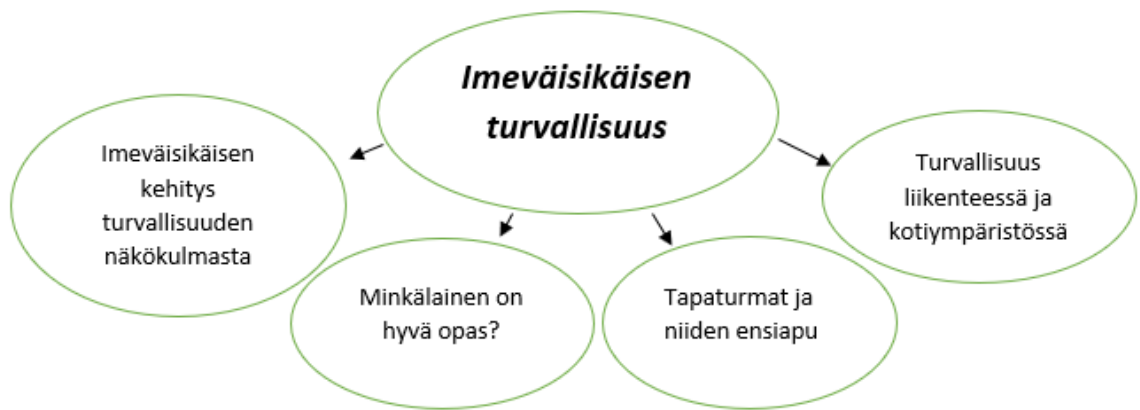 Imeväisikäisen
turvallisuus
Imeväisikäisen
kehitys
turvallisuuden
näkökulmasta
Minkälainen on
hyvä opas?
Tapaturmat ja
niiden ensiapu
Turvallisuus
liikenteessä ja
kotiympäristössä